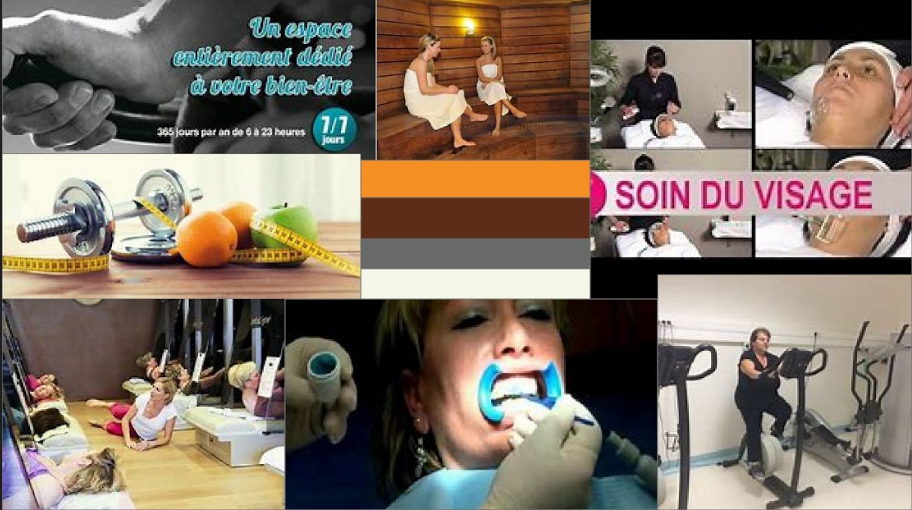 Un espace
entièrement dédié
à votre bien-être
365 jours par an de 6 à 23 heures
7/7
jours
SOIN DU VISAGE